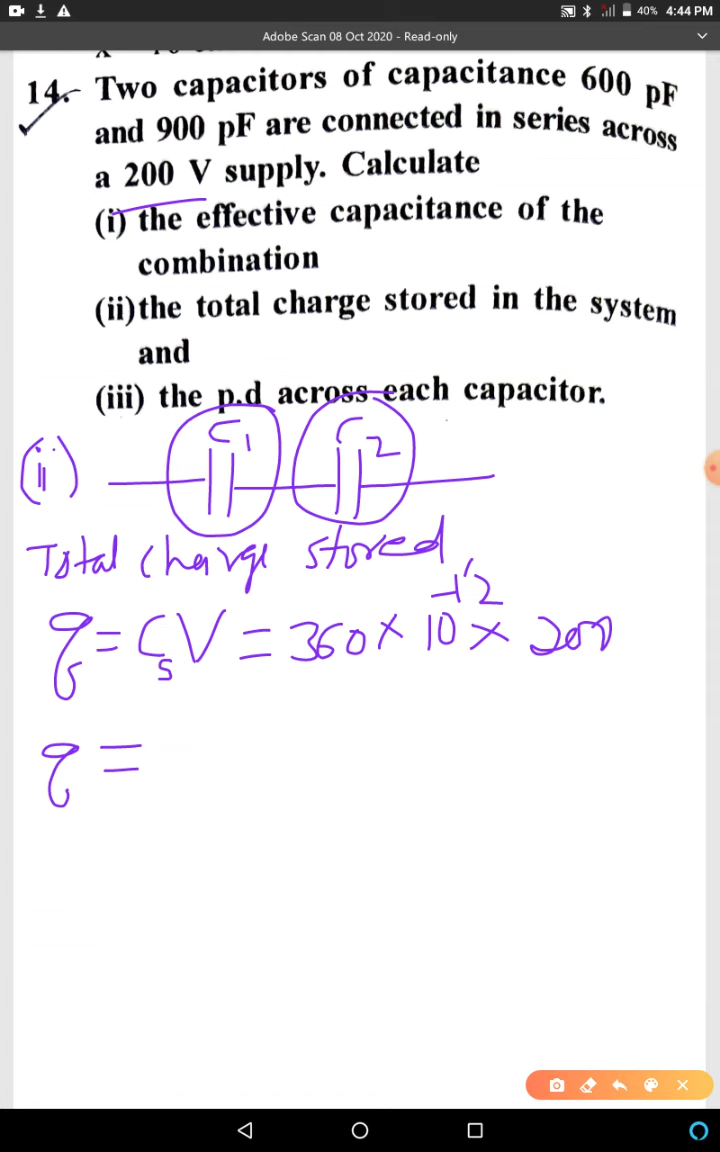 40% 4:44 PM
Adobe Scan 08 Oct 2020 - Read-only
14. Two capacitors of capacitance 600 pF
and 900 pF are connected in series across
a 200 V supply. Calculate
(i) the effective capacitance of the
combination
(ii) the total charge stored in the system
and
(iii) the p.d across each capacitor.
(ii) C1 C2
Total charge stored,
q = CsV = 360 × 10^-12 × 200
q =